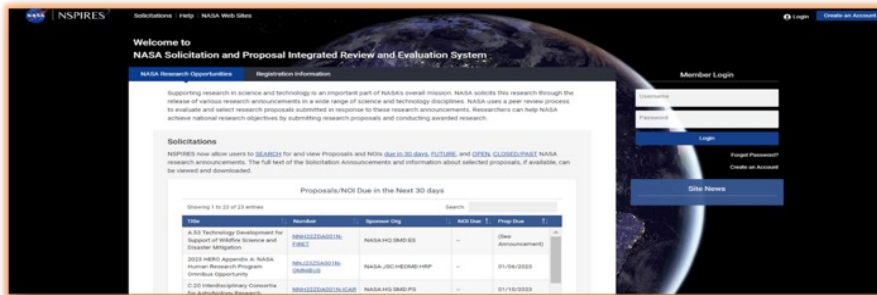 NASA
NSPIRES
Solicitations | Help | NASA Web Sites
Login
Create an Account
Welcome to
NASA Solicitation and Proposal Integrated Review and Evaluation System
NASA Research Opportunities
Registration Information
Supporting research in science and technology is an important part of NASA's overall mission. NASA solicits this research through the
release of various research announcements in a wide range of science and technology disciplines. NASA uses a peer review process
to evaluate and select research proposals submitted in response to these research announcements. Researchers can help NASA
achieve national research objectives by submitting research proposals and conducting awarded research.
Solicitations
NSPIRES now allow users to SEARCH for and view Proposals and NOIs due in 30 days, FUTURE, and OPEN, CLOSED/PAST NASA
research announcements. The full text of the Solicitation Announcements and information about selected proposals, if available, can
be viewed and downloaded.
Proposals/NOI Due in the Next 30 days
Showing 1 to 23 of 23 entries
Search:
Title Number Sponsor Org NOI Due Prop Due
A.53 Technology Development for
Support of Wildfire Science and
Disaster Mitigation
NNH22ZDA001N-
FIRET
NASA:HQ:SMD:ES
--
(See
Announcement)
2023 HERO Appendix A: NASA
Human Research Program
Omnibus Opportunity
NNJ23ZSA001N-
OMNIBUS
NASA:JSC:HEOMD:HRP
--
01/06/2023
C.20 Interdisciplinary Consortia
for Astrobiology Research
NNH22ZDA001N-ICAR
NASA:HQ:SMD:PS
--
01/10/2023
Member Login
Username
Password
Login
Forgot Password?
Create an Account
Site News